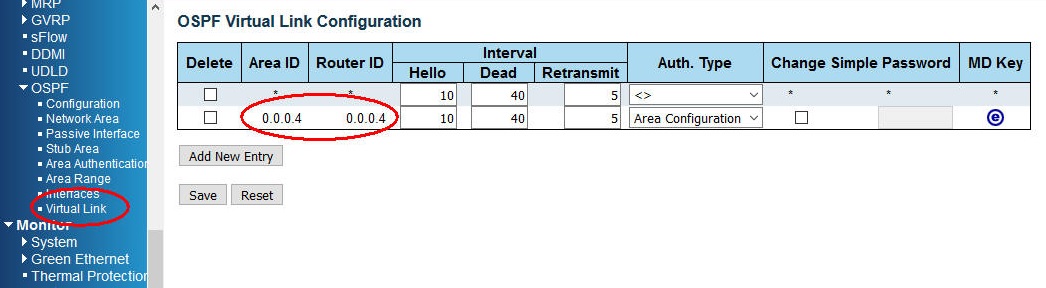 MRP
GVRP
sFlow
DDMI
UDLD
OSPF
Configuration
Network Area
Passive Interface
Stub Area
Area Authentication
Area Range
Interfaces
Virtual Link
Monitor
System
Green Ethernet
Thermal Protection
OSPF Virtual Link Configuration
Delete Area ID Router ID Interval Auth. Type Change Simple Password MD Key
Hello Dead Retransmit
* * 10 40 5 <> * * *
0.0.0.4 0.0.0.4 10 40 5 Area Configuration e
Add New Entry
Save Reset